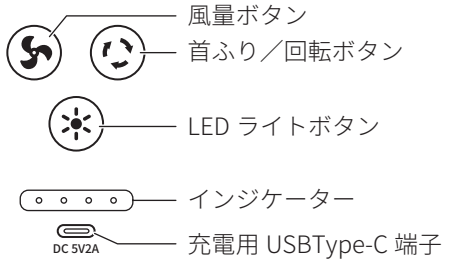 風量ボタン
首ふり／回転ボタン
LED ライトボタン
インジケーター
充電用 USBType-C 端子
DC 5V2A